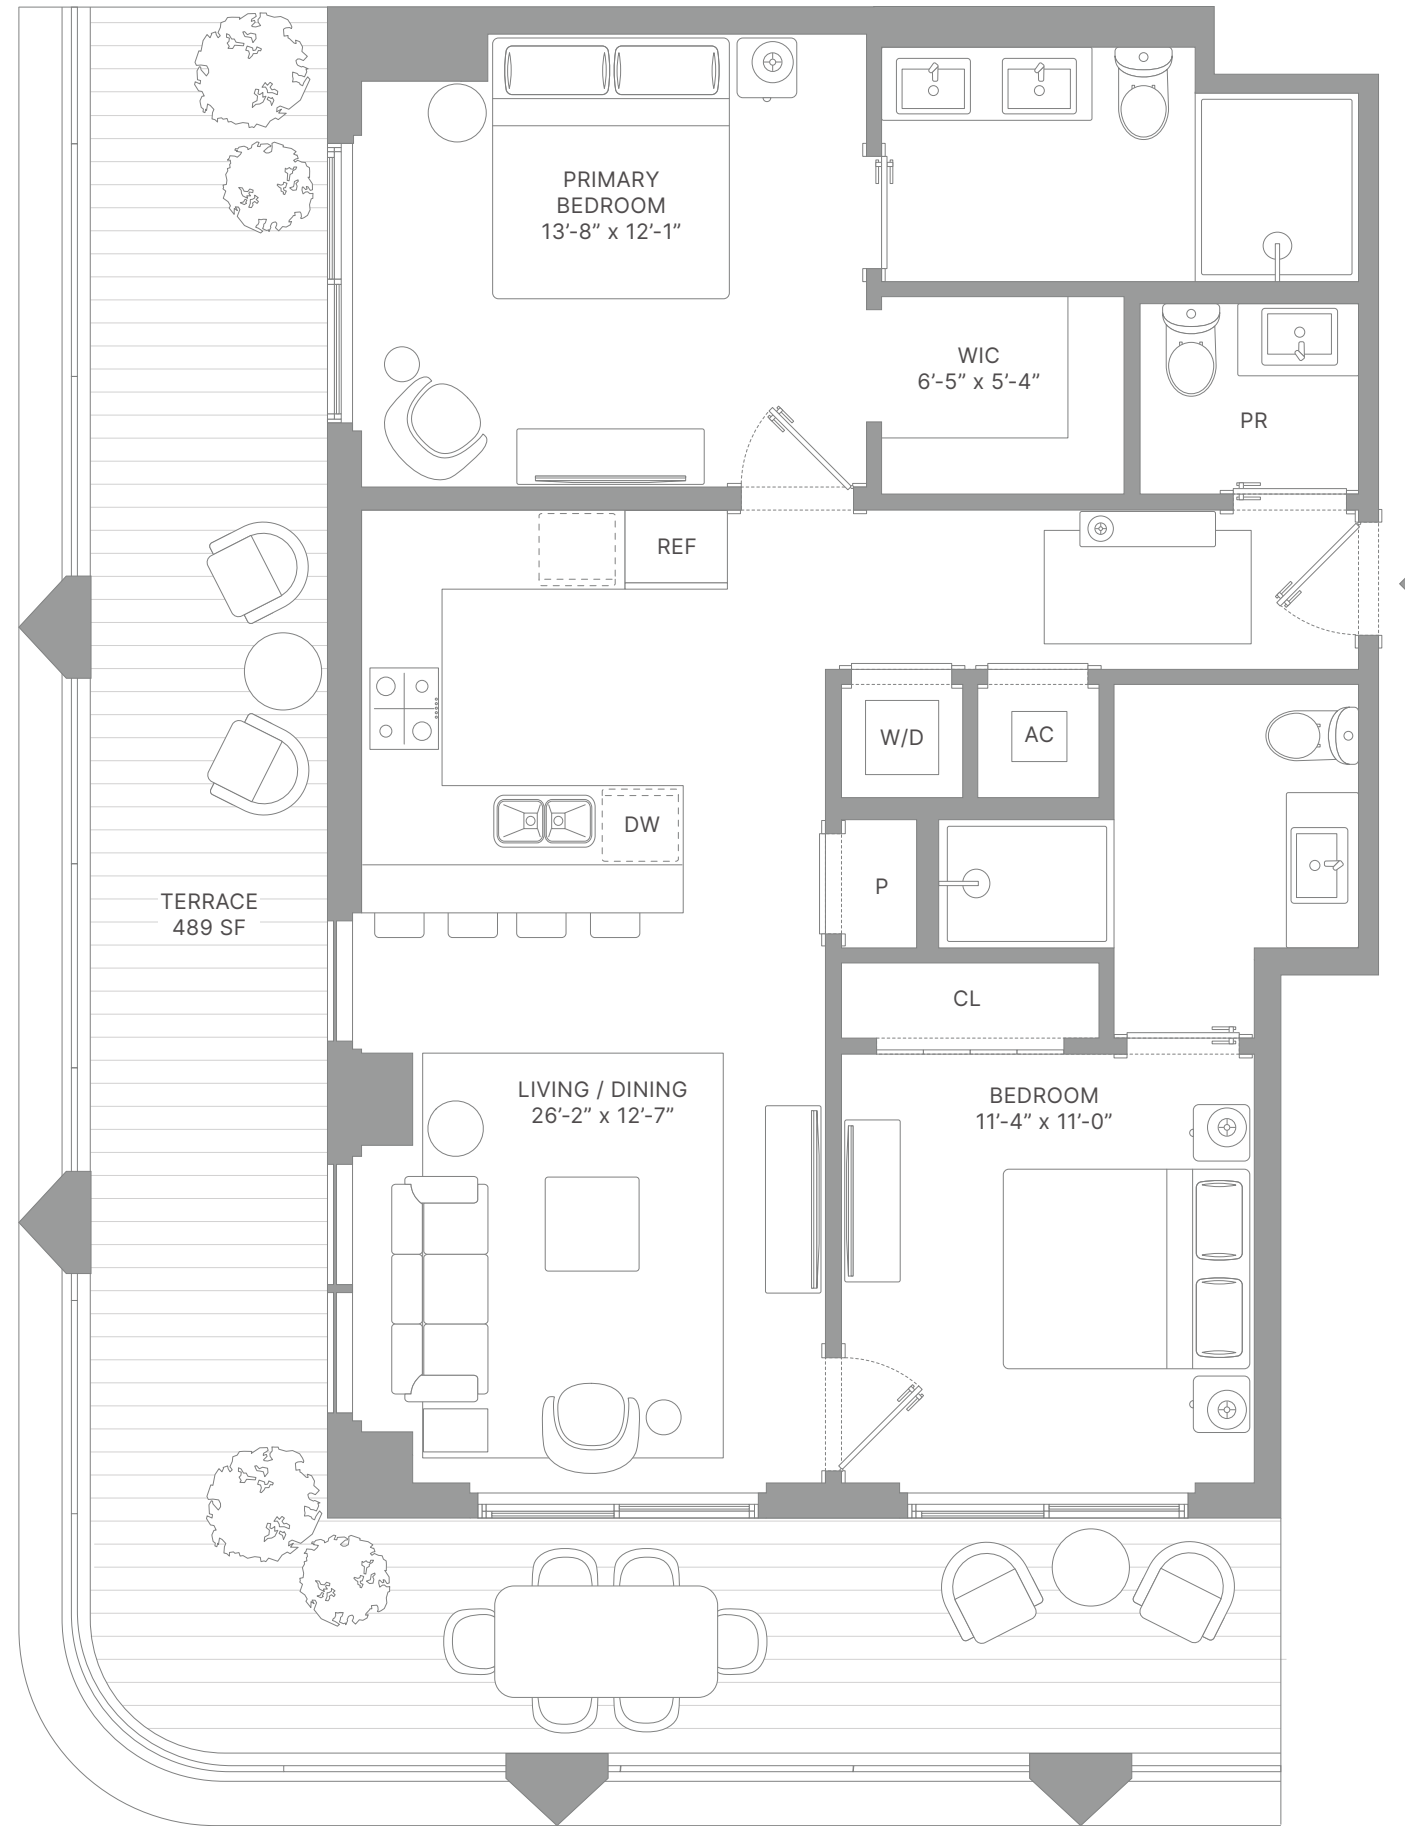 PRIMARY
BEDROOM
13’-8” x 12’-1”
WIC
6’-5” x 5’-4”
PR
REF
W/D
AC
DW
P
TERRACE
489 SF
CL
LIVING / DINING
26’-2” x 12’-7”
BEDROOM
11’-4” x 11’-0”